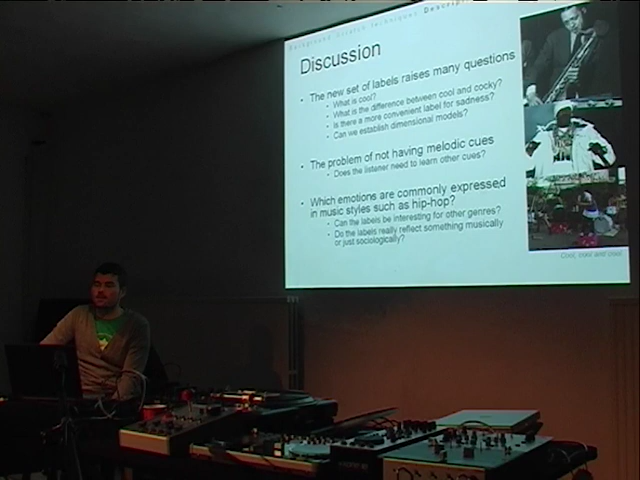 Background Scratch Techniques Descrip
Discussion
• The new set of labels raises many questions
• What is cool?
• What is the difference between cool and cocky?
• Is there a more convenient label for sadness?
• Can we establish dimensional models?
• The problem of not having melodic cues
• Does the listener need to learn other cues?
• Which emotions are commonly expressed
in music styles such as hip-hop?
• Can the labels be interesting for other genres?
• Do the labels really reflect something musically
or just sociologically?
Cool, cool and cool